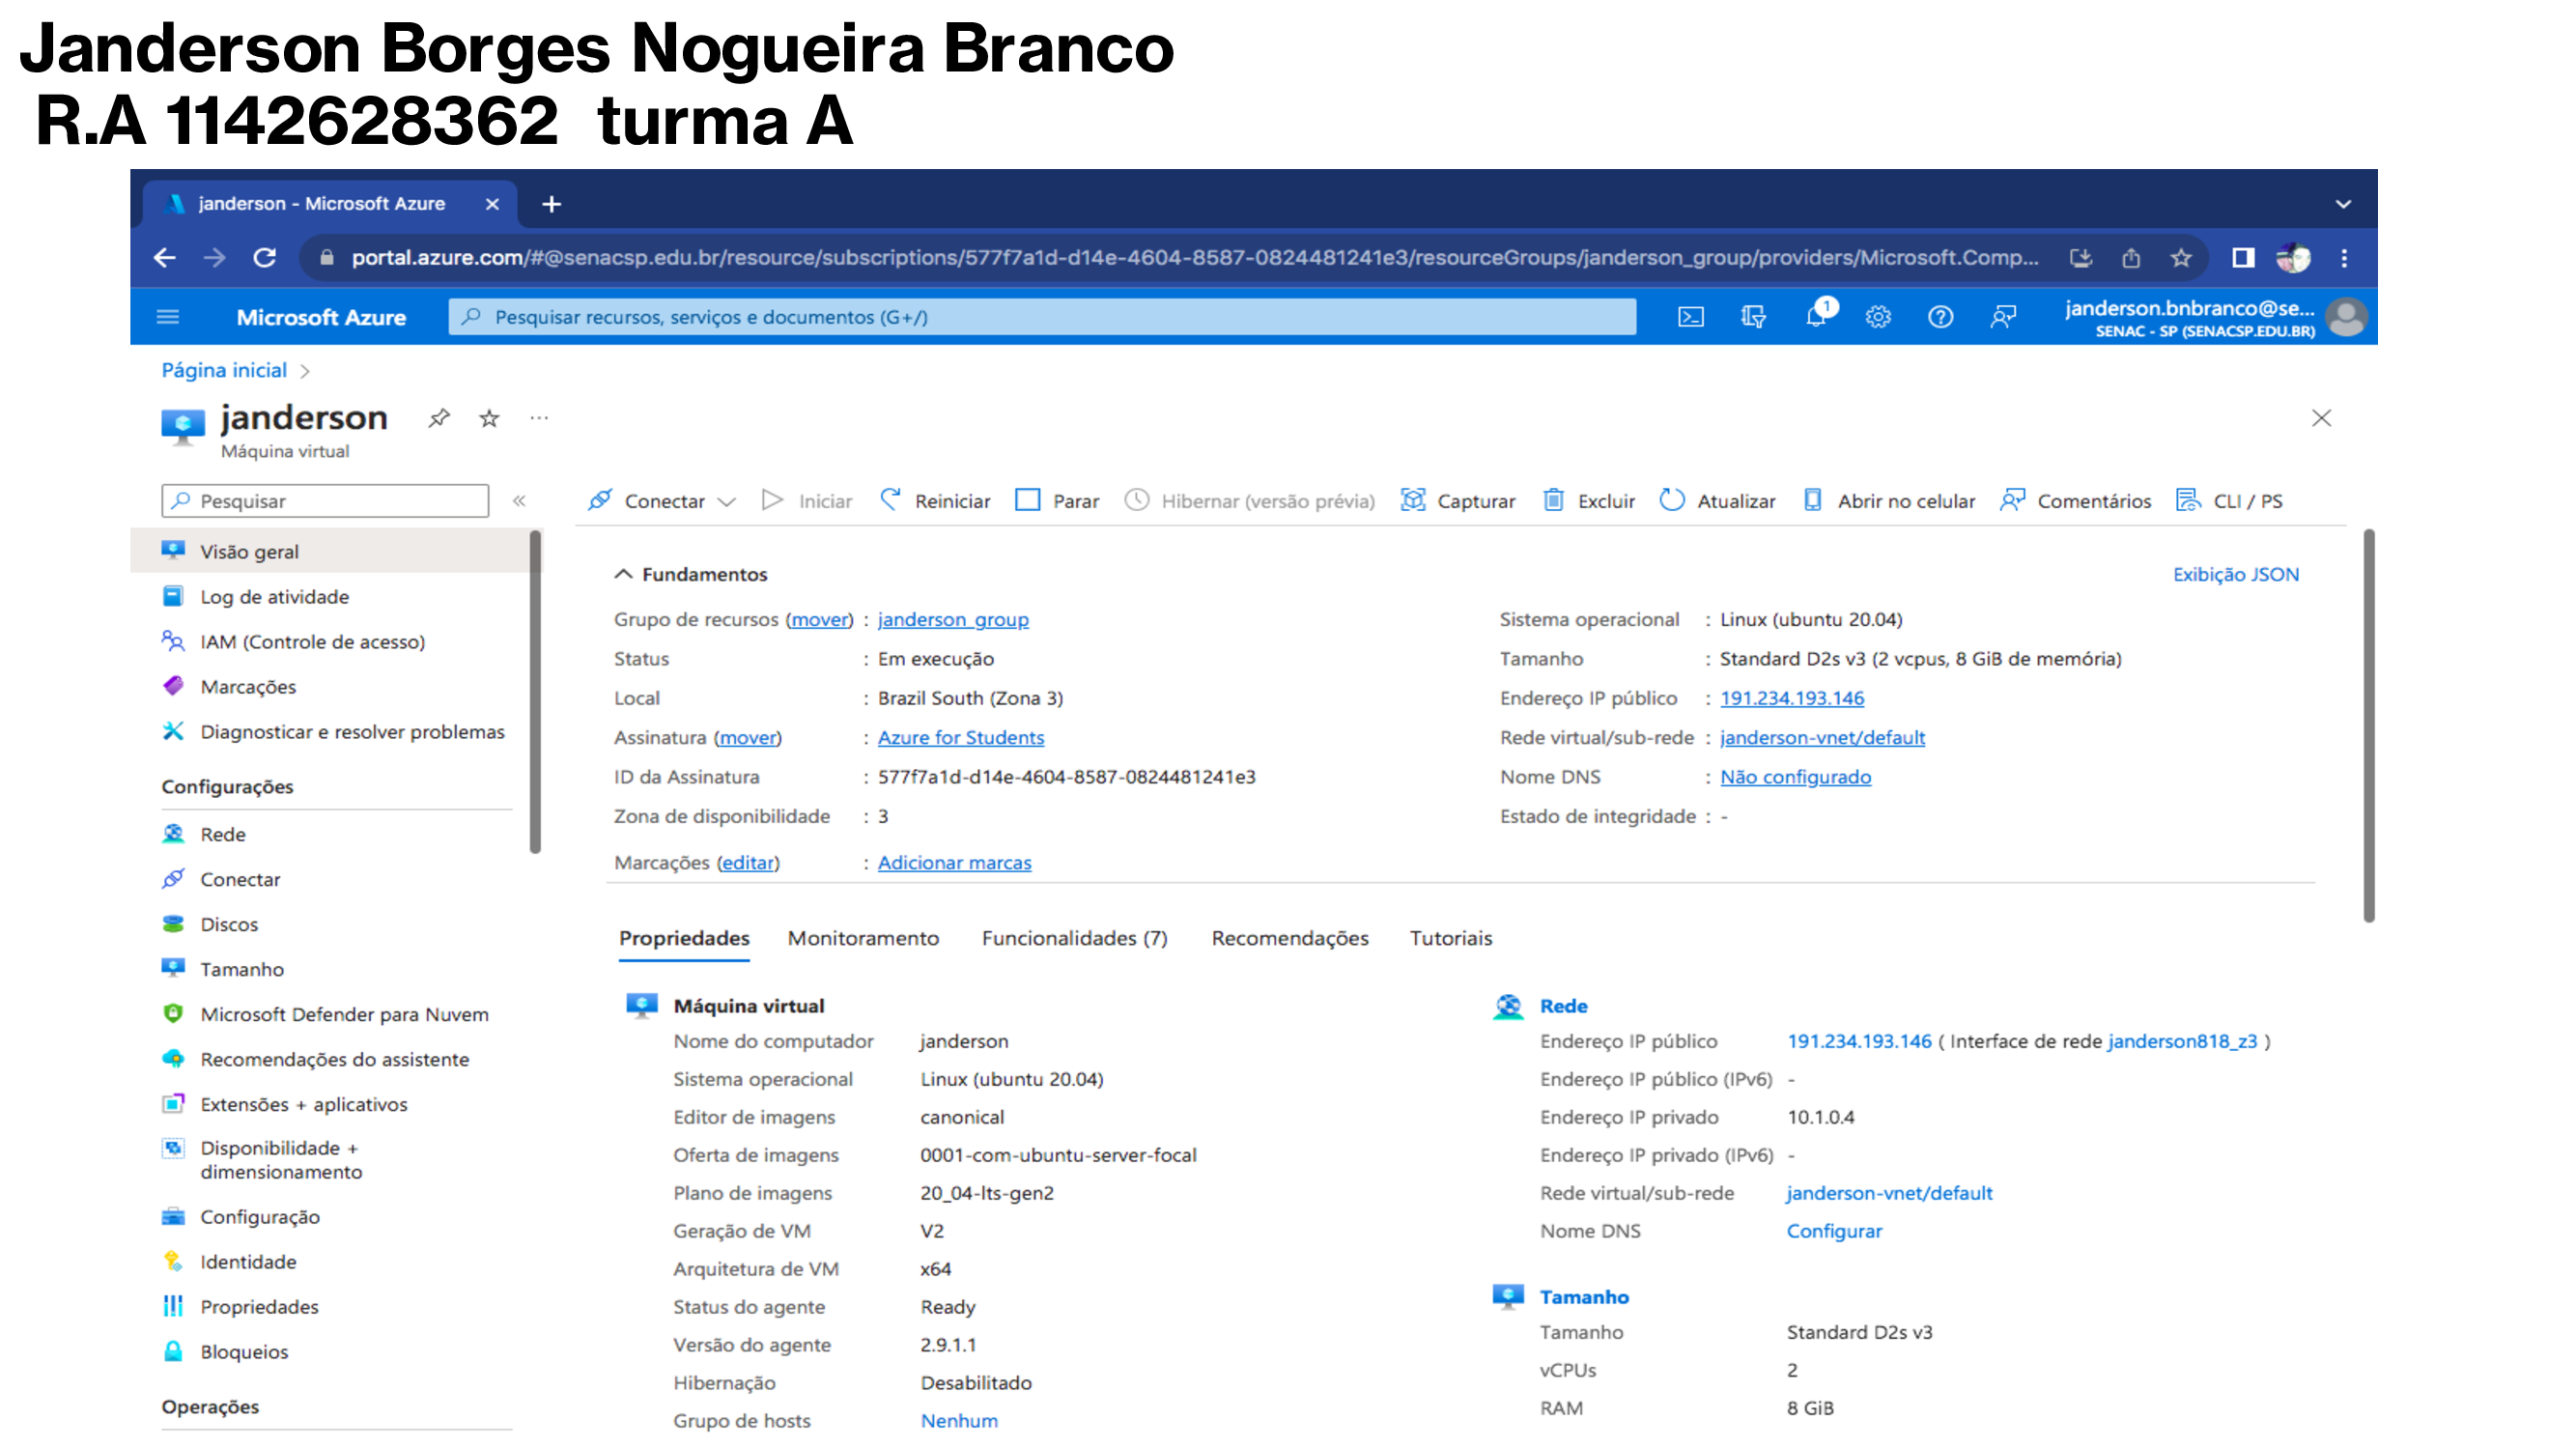 Janderson Borges Nogueira Branco
R.A 1142628362 turma A
janderson - Microsoft Azure
portal.azure.com/#@senacsp.edu.br/resource/subscriptions/577f7a1d-d14e-4604-8587-0824481241e3/resourceGroups/janderson_group/providers/Microsoft.Comp...
Microsoft Azure
Pesquisar recursos, serviços e documentos (G+/)
1
janderson.bnbranco@se...
SENAC - SP (SENACSP.EDU.BR)
Página inicial >
janderson
Máquina virtual
Pesquisar
Conectar Iniciar Reiniciar Parar Hibernar (versão prévia) Capturar Excluir Atualizar Abrir no celular Comentários CLI / PS
Visão geral
Log de atividade
IAM (Controle de acesso)
Marcações
Diagnosticar e resolver problemas
Configurações
Rede
Conectar
Discos
Tamanho
Microsoft Defender para Nuvem
Recomendações do assistente
Extensões + aplicativos
Disponibilidade +
dimensionamento
Configuração
Identidade
Propriedades
Bloqueios
Operações
Fundamentos
Exibição JSON
Grupo de recursos (mover) : janderson_group
Status : Em execução
Local : Brazil South (Zona 3)
Assinatura (mover) : Azure for Students
ID da Assinatura : 577f7a1d-d14e-4604-8587-0824481241e3
Zona de disponibilidade : 3
Marcações (editar) : Adicionar marcas
Sistema operacional : Linux (ubuntu 20.04)
Tamanho : Standard D2s v3 (2 vcpus, 8 GiB de memória)
Endereço IP público : 191.234.193.146
Rede virtual/sub-rede : janderson-vnet/default
Nome DNS : Não configurado
Estado de integridade : -
Propriedades Monitoramento Funcionalidades (7) Recomendações Tutoriais
Máquina virtual
Nome do computador janderson
Sistema operacional Linux (ubuntu 20.04)
Editor de imagens canonical
Oferta de imagens 0001-com-ubuntu-server-focal
Plano de imagens 20_04-lts-gen2
Geração de VM V2
Arquitetura de VM x64
Status do agente Ready
Versão do agente 2.9.1.1
Hibernação Desabilitado
Grupo de hosts Nenhum
Rede
Endereço IP público 191.234.193.146 ( Interface de rede janderson818_z3 )
Endereço IP público (IPv6) -
Endereço IP privado 10.1.0.4
Endereço IP privado (IPv6) -
Rede virtual/sub-rede janderson-vnet/default
Nome DNS Configurar
Tamanho
Tamanho Standard D2s v3
vCPUs 2
RAM 8 GiB